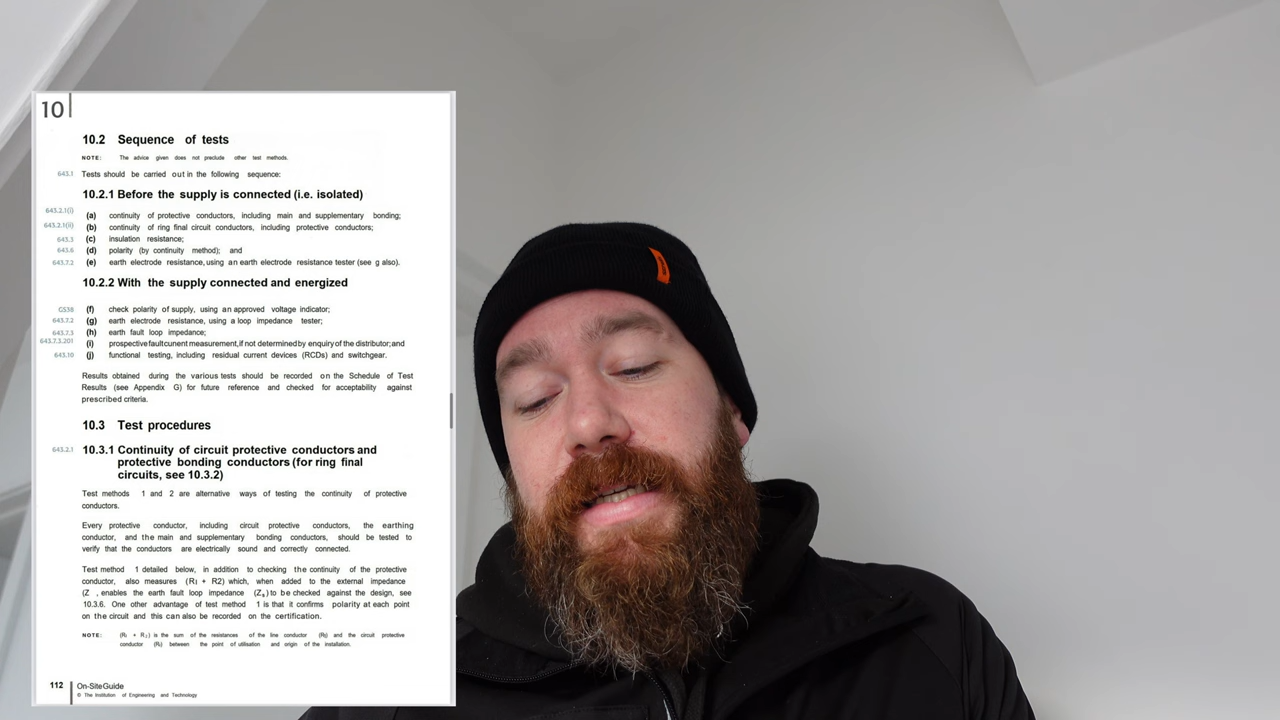 10
10.2 Sequence of tests
NOTE: The advice given does not preclude other test methods.
643.1 Tests should be carried out in the following sequence:
10.2.1 Before the supply is connected (i.e. isolated)
643.2.1(i) (a) continuity of protective conductors, including main and supplementary bonding;
643.2.1(ii) (b) continuity of ring final circuit conductors, including protective conductors;
643.3 (c) insulation resistance;
643.6 (d) polarity (by continuity method); and
643.7.2 (e) earth electrode resistance, using an earth electrode resistance tester (see g also).
10.2.2 With the supply connected and energized
GS38 (f) check polarity of supply, using an approved voltage indicator;
643.7.2 (g) earth electrode resistance, using a loop impedance tester;
643.7.3 (h) earth fault loop impedance;
643.7.3.201 (i) prospective fault cunent measurement, if not determined by enquiry of the distributor; and
643.10 (j) functional testing, including residual current devices (RCDs) and switchgear.
Results obtained during the various tests should be recorded on the Schedule of Test
Results (see Appendix G) for future reference and checked for acceptability against
prescribed criteria.
10.3 Test procedures
643.2.1 10.3.1 Continuity of circuit protective conductors and
protective bonding conductors (for ring final
circuits, see 10.3.2)
Test methods 1 and 2 are alternative ways of testing the continuity of protective
conductors.
Every protective conductor, including circuit protective conductors, the earthing
conductor, and the main and supplementary bonding conductors, should be tested to
verify that the conductors are electrically sound and correctly connected.
Test method 1 detailed below, in addition to checking the continuity of the protective
conductor, also measures (R1 + R2) which, when added to the external impedance
(Z , enables the earth fault loop impedance (Zs) to be checked against the design, see
10.3.6. One other advantage of test method 1 is that it confirms polarity at each point
on the circuit and this can also be recorded on the certification.
NOTE: (R1 + R2) is the sum of the resistances of the line conductor (R1) and the circuit protective
conductor (R2) between the point of utilisation and origin of the installation.
112 On-Site Guide
© The Institution of Engineering and Technology